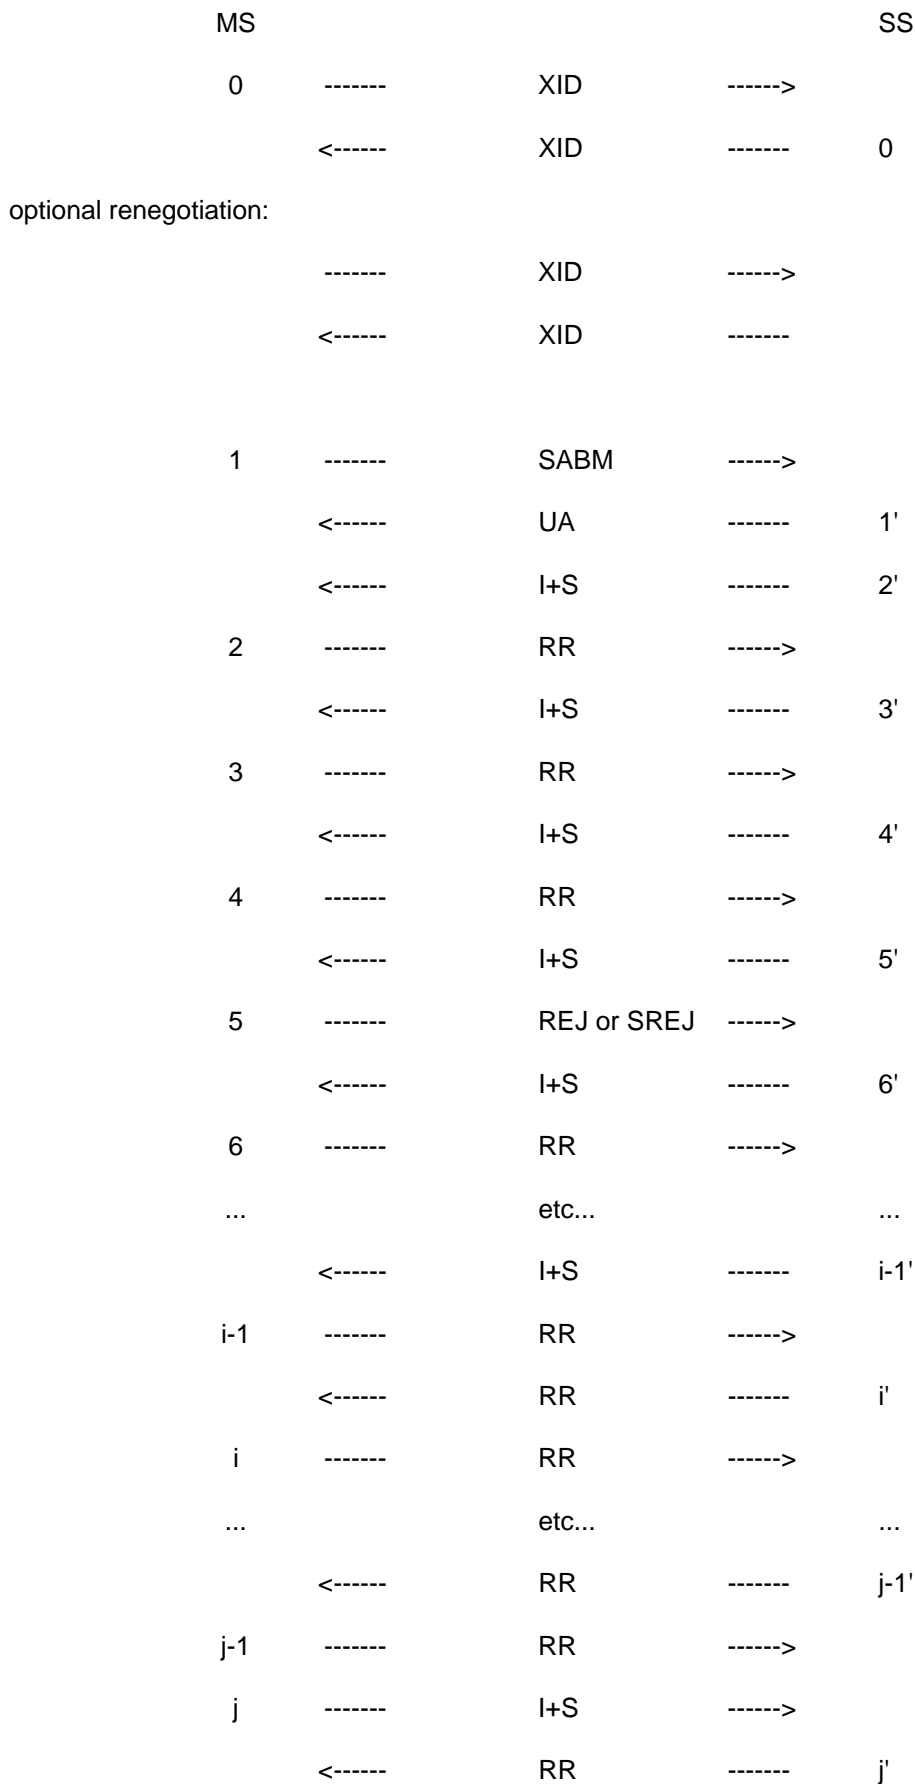 MS SS
0 ------- XID ------>
<------ XID ------- 0
optional renegotiation:
------- XID ------>
<------ XID -------
1 ------- SABM ------>
<------ UA ------- 1'
<------ I+S ------- 2'
2 ------- RR ------>
<------ I+S ------- 3'
3 ------- RR ------>
<------ I+S ------- 4'
4 ------- RR ------>
<------ I+S ------- 5'
5 ------- REJ or SREJ ------>
<------ I+S ------- 6'
6 ------- RR ------>
... etc... ...
<------ I+S ------- i-1'
i-1 ------- RR ------>
<------ RR ------- i'
i ------- RR ------>
... etc... ...
<------ RR ------- j-1'
j-1 ------- RR ------>
j ------- I+S ------>
<------ RR ------- j'